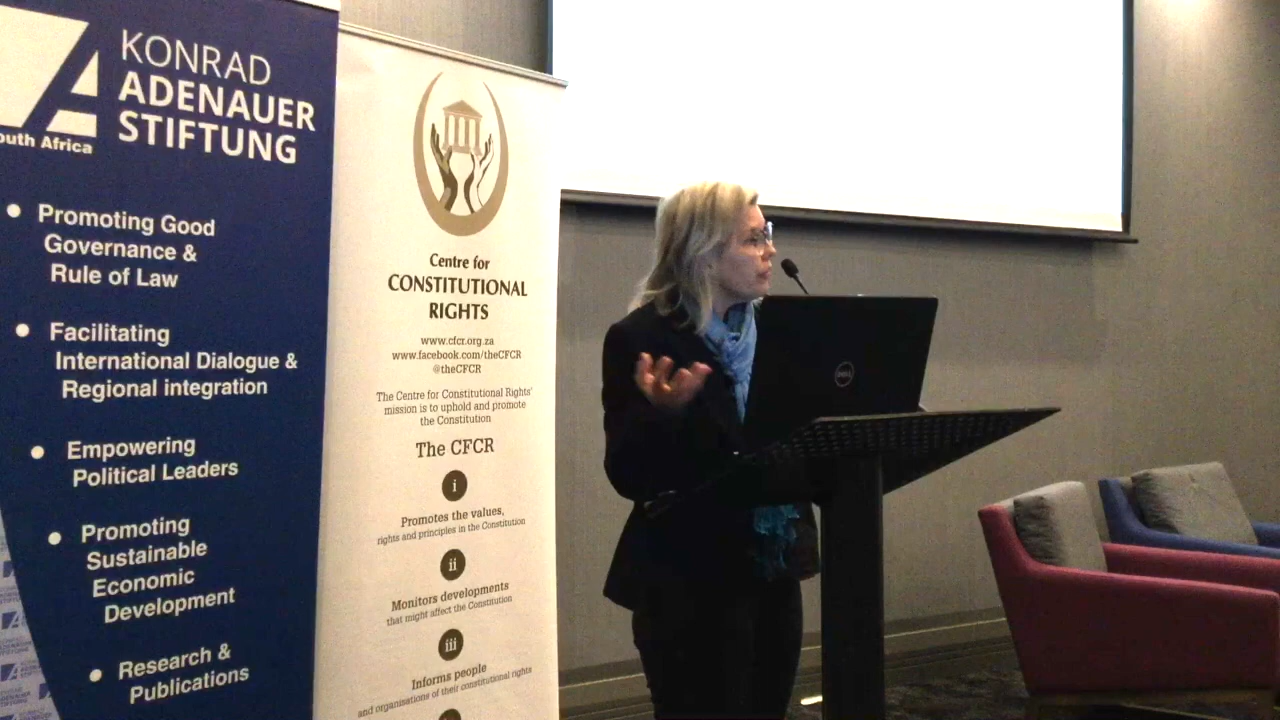 KONRAD
ADENAUER
STIFTUNG
outh Africa
Promoting Good
Governance &
Rule of Law
Facilitating
International Dialogue &
Regional integration
Empowering
Political Leaders
Promoting
Sustainable
Economic
Development
Research &
Publications
Centre for
CONSTITUTIONAL
RIGHTS
www.cfcr.org.za
www.facebook.com/theCFCR
@theCFCR
The Centre for Constitutional Rights'
mission is to uphold and promote
the Constitution
The CFCR
i
Promotes the values,
rights and principles in the Constitution
ii
Monitors developments
that might affect the Constitution
iii
Informs people
and organisations of their constitutional rights
DELL